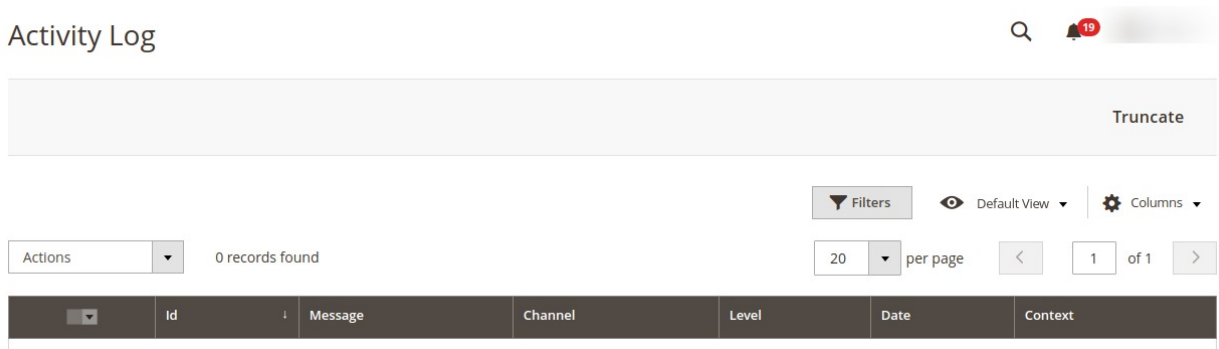 Activity Log
19
Truncate
Filters
Default View
Columns
Actions
0 records found
20
per page
1
of 1
Id
Message
Channel
Level
Date
Context